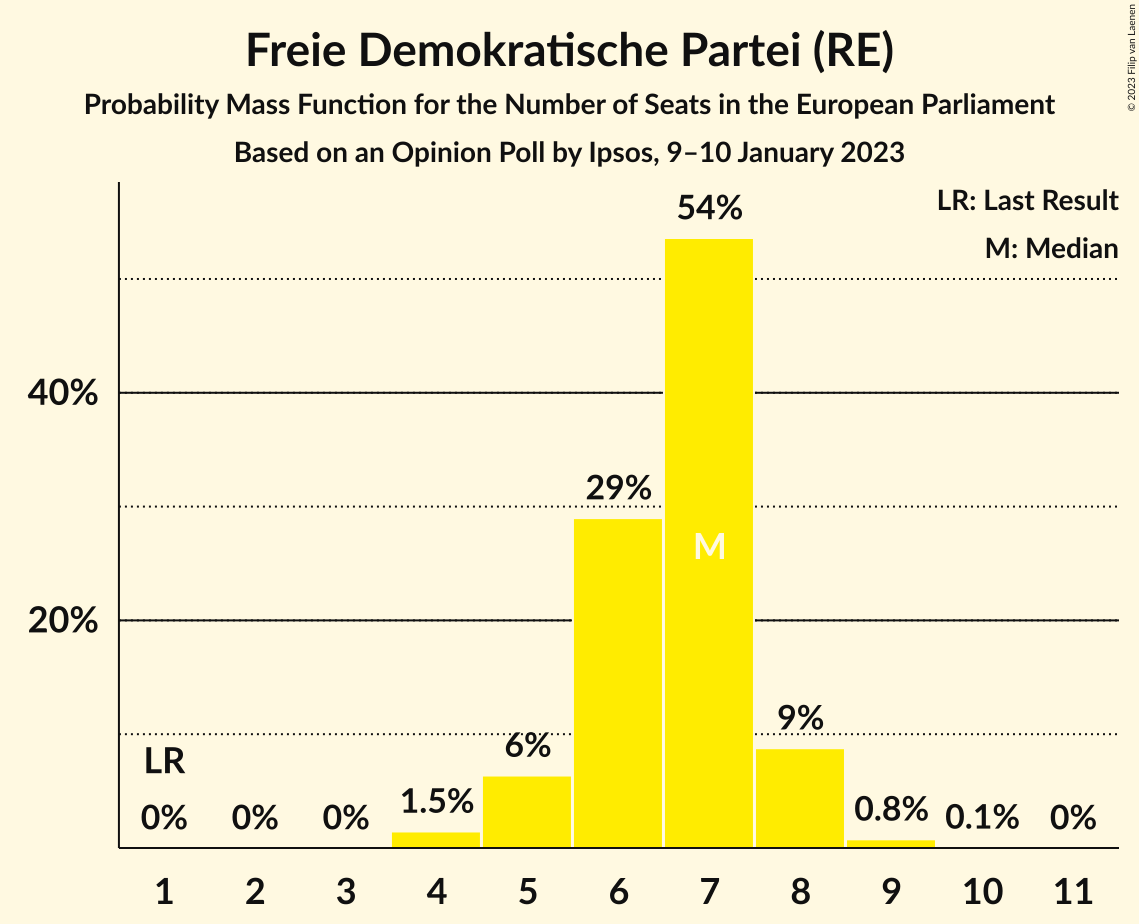 Freie Demokratische Partei (RE)
Probability Mass Function for the Number of Seats in the European Parliament
Based on an Opinion Poll by Ipsos, 9–10 January 2023
© 2023 Filip van Laenen
LR: Last Result
M: Median
54%
40%
29%
M
20%
9%
6%
LR
1.5%
0.8%
0% 0% 0% 0.1% 0%
1 2 3 4 5 6 7 8 9 10 11